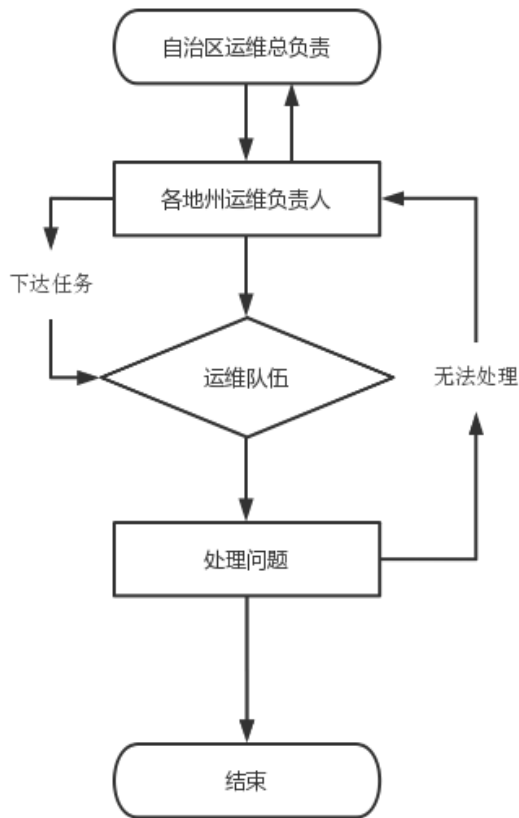 自治区运维总负责
各地州运维负责人
下达任务
运维队伍
无法处理
处理问题
结束